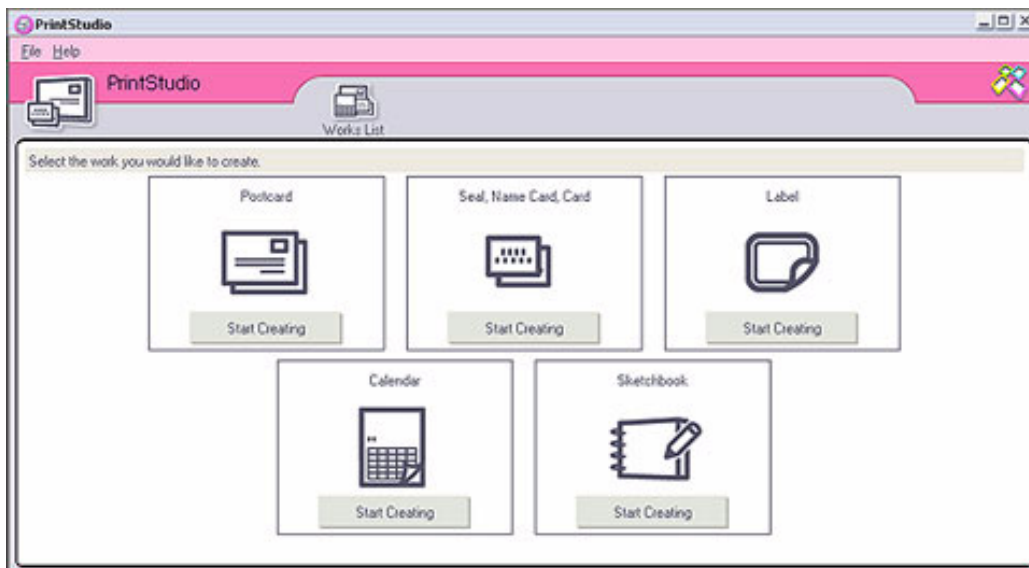 PrintStudio
File Help
PrintStudio
Works List
Select the work you would like to create.
Postcard
Seal, Name Card, Card
Label
Start Creating
Start Creating
Start Creating
Calendar
Sketchbook
Start Creating
Start Creating